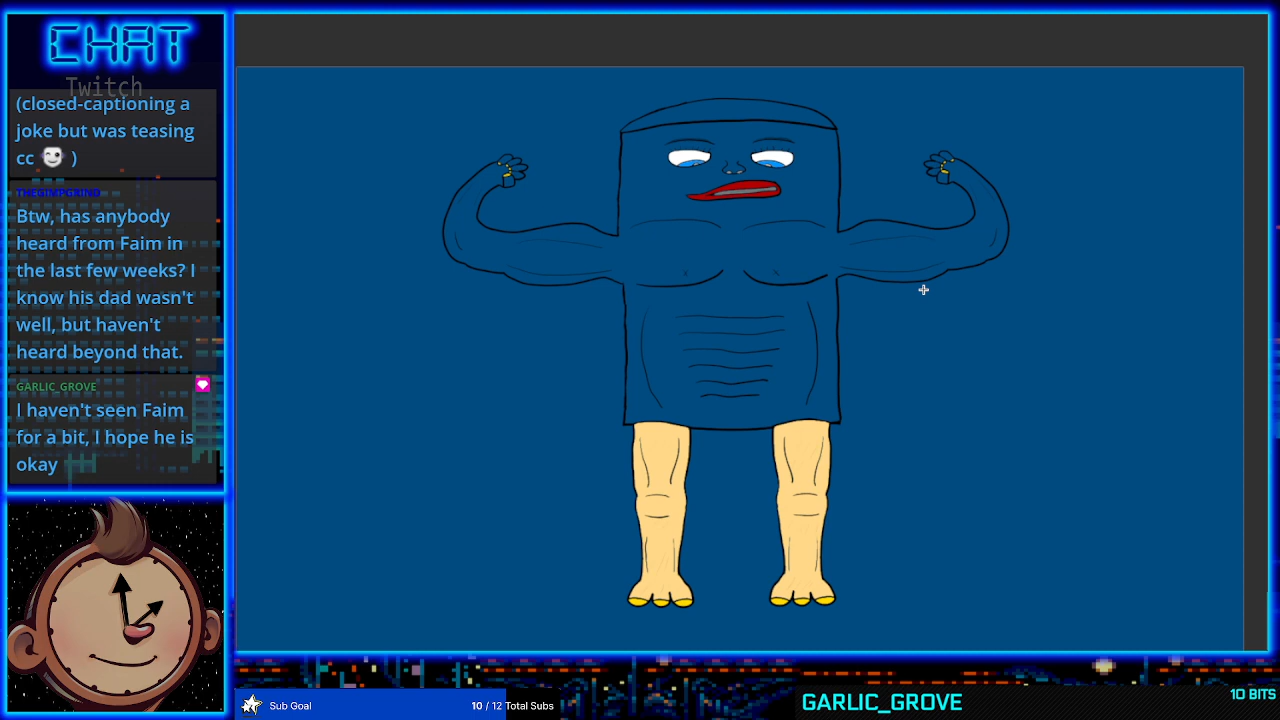 CHAT
Twitch
(closed-captioning a
joke but was teasing
cc )
THEGIMPGRIND
Btw, has anybody
heard from Faim in
the last few weeks? I
know his dad wasn't
well, but haven't
heard beyond that.
GARLIC_GROVE
I haven't seen Faim
for a bit, I hope he is
okay
Sub Goal
10 / 12 Total Subs
GARLIC_GROVE
10 BITS